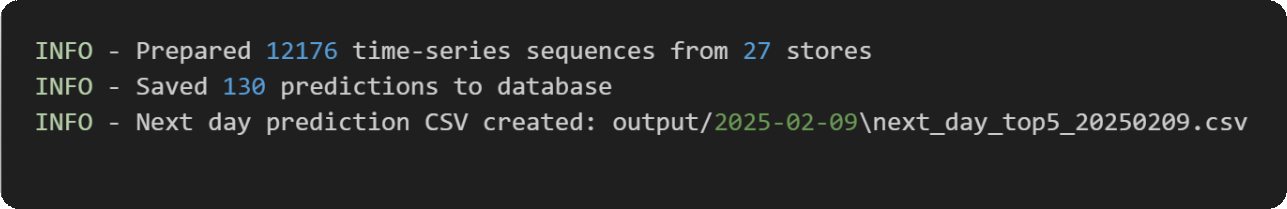 INFO - Prepared 12176 time-series sequences from 27 stores
INFO - Saved 130 predictions to database
INFO - Next day prediction CSV created: output/2025-02-09\next_day_top5_20250209.csv